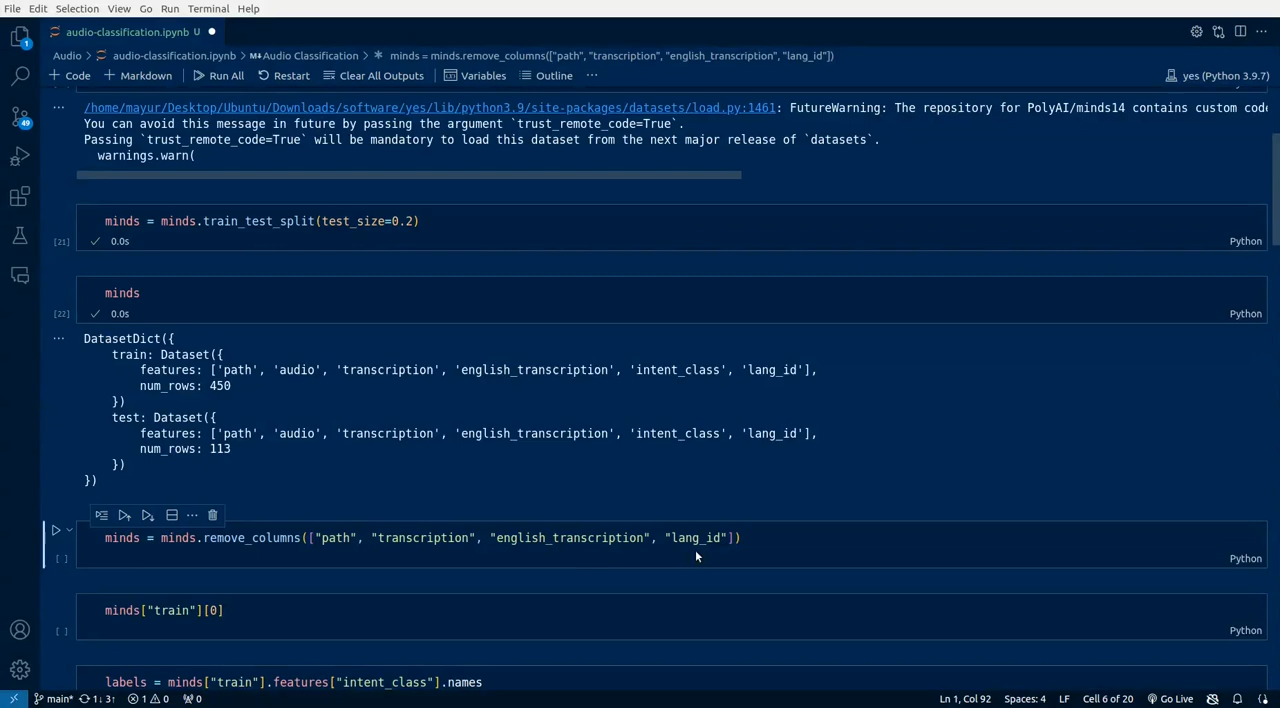 File Edit Selection View Go Run Terminal Help
audio-classification.ipynb U
Audio > audio-classification.ipynb > M Audio Classification > minds = minds.remove_columns(["path", "transcription", "english_transcription", "lang_id"])
+ Code + Markdown Run All Restart Clear All Outputs Variables Outline ... yes (Python 3.9.7)
... /home/mayur/Desktop/Ubuntu/Downloads/software/yes/lib/python3.9/site-packages/datasets/load.py:1461: FutureWarning: The repository for PolyAI/minds14 contains custom code
You can avoid this message in future by passing the argument `trust_remote_code=True`.
Passing `trust_remote_code=True` will be mandatory to load this dataset from the next major release of `datasets`.
warnings.warn(
minds = minds.train_test_split(test_size=0.2)
[21] 0.0s Python
minds
[22] 0.0s Python
... DatasetDict({
train: Dataset({
features: ['path', 'audio', 'transcription', 'english_transcription', 'intent_class', 'lang_id'],
num_rows: 450
})
test: Dataset({
features: ['path', 'audio', 'transcription', 'english_transcription', 'intent_class', 'lang_id'],
num_rows: 113
})
})
minds = minds.remove_columns(["path", "transcription", "english_transcription", "lang_id"])
[ ] Python
minds["train"][0]
[ ] Python
labels = minds["train"].features["intent_class"].names
main* 1↓ 3↑ 1 0 0 Ln 1, Col 92 Spaces: 4 LF Cell 6 of 20 Go Live
1
49